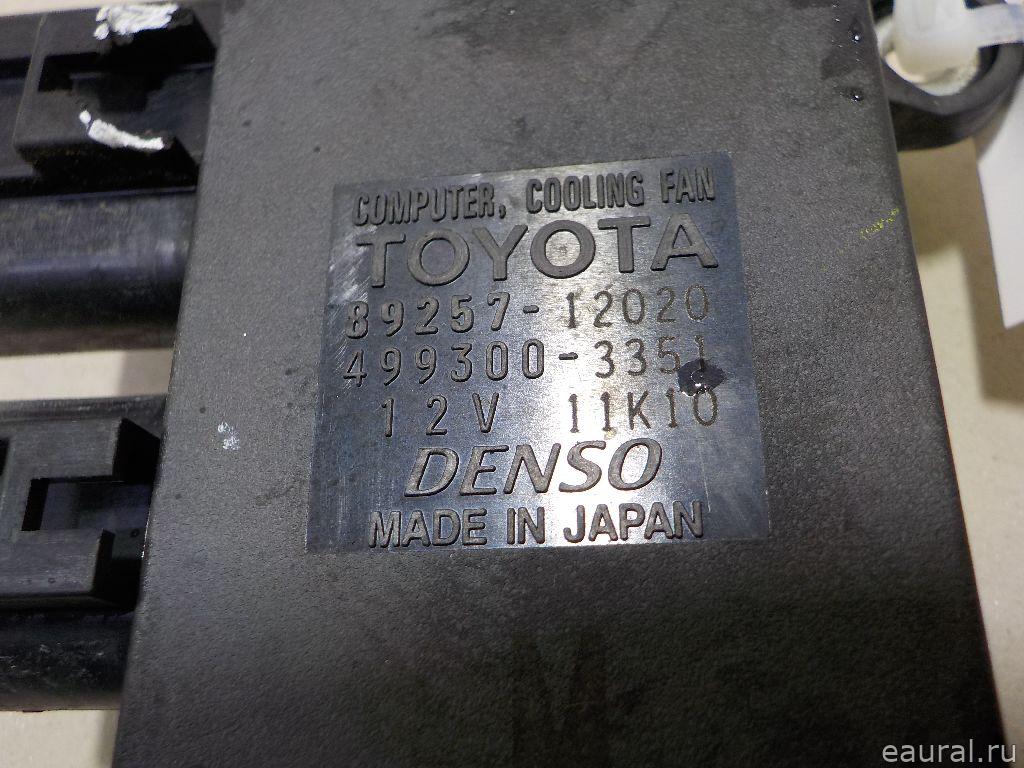 COMPUTER, COOLING FAN
TOYOTA
89257-12020
499300-3351
12V 11K10
DENSO
MADE IN JAPAN
eaural.ru